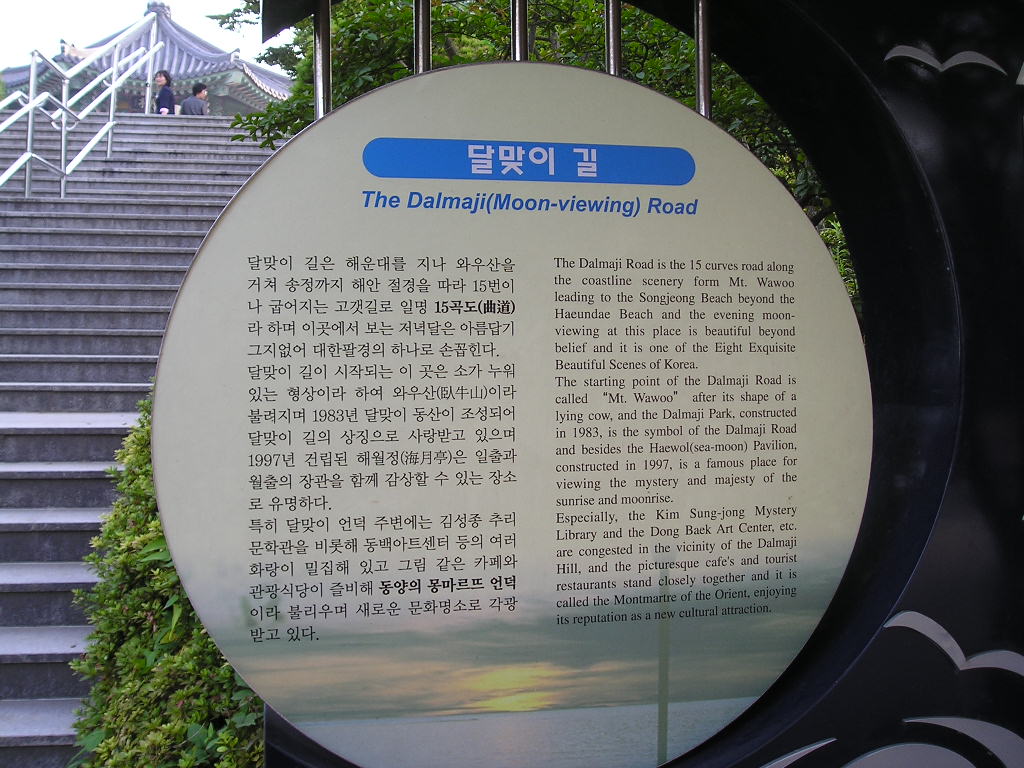 달맞이 길
The Dalmaji(Moon-viewing) Road
달맞이 길은 해운대를 지나 와우산을
거쳐 송정까지 해안 절경을 따라 15번이
나 굽어지는 고갯길로 일명 15곡도(曲道)
라 하며 이곳에서 보는 저녁달은 아름답기
그지없어 대한팔경의 하나로 손꼽힌다.
달맞이 길이 시작되는 이 곳은 소가 누워
있는 형상이라 하여 와우산(臥牛山)이라
불려지며 1983년 달맞이 동산이 조성되어
달맞이 길의 상징으로 사랑받고 있으며
1997년 건립된 해월정(海月亭)은 일출과
월출의 장관을 함께 감상할 수 있는 장소
로 유명하다.
특히 달맞이 언덕 주변에는 김성종 추리
문학관을 비롯해 동백아트센터 등의 여러
화랑이 밀집해 있고 그림 같은 카페와
관광식당이 즐비해 동양의 몽마르뜨 언덕
이라 불리우며 새로운 문화명소로 각광
받고 있다.
The Dalmaji Road is the 15 curves road along
the coastline scenery form Mt. Wawoo
leading to the Songjeong Beach beyond the
Haeundae Beach and the evening moon-
viewing at this place is beautiful beyond
belief and it is one of the Eight Exquisite
Beautiful Scenes of Korea.
The starting point of the Dalmaji Road is
called "Mt. Wawoo" after its shape of a
lying cow, and the Dalmaji Park, constructed
in 1983, is the symbol of the Dalmaji Road
and besides the Haewol(sea-moon) Pavilion,
constructed in 1997, is a famous place for
viewing the mystery and majesty of the
sunrise and moonrise.
Especially, the Kim Sung-jong Mystery
Library and the Dong Baek Art Center, etc.
are congested in the vicinity of the Dalmaji
Hill, and the picturesque cafe's and tourist
restaurants stand closely together and it is
called the Montmartre of the Orient, enjoying
its reputation as a new cultural attraction.